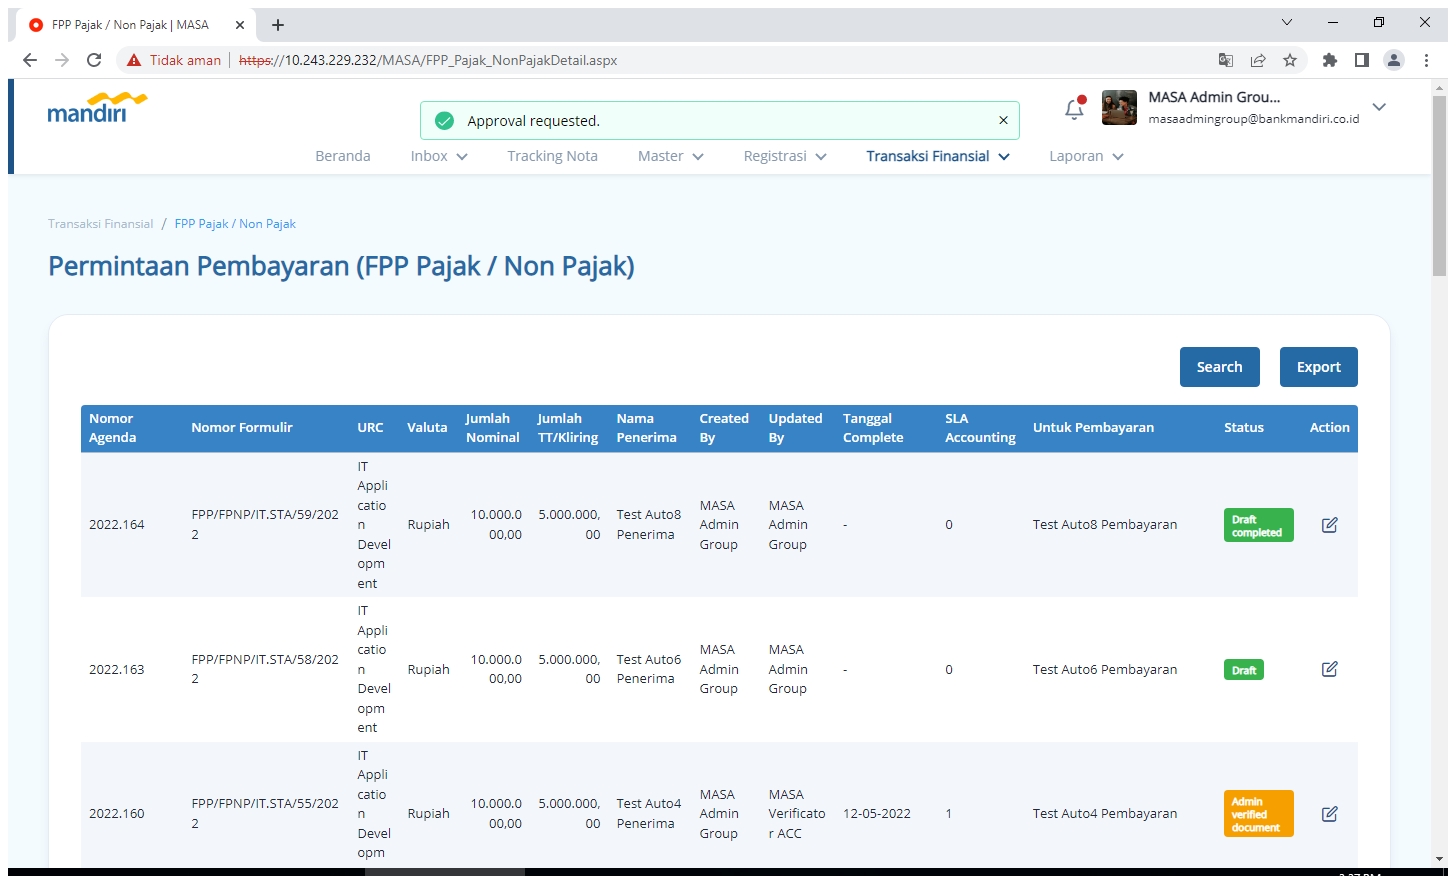 FPP Pajak / Non Pajak | MASA
Tidak aman https://10.243.229.232/MASA/FPP_Pajak_NonPajakDetail.aspx
mandiri
Approval requested.
MASA Admin Grou...
masaadmingroup@bankmandiri.co.id
Beranda Inbox Tracking Nota Master Registrasi Transaksi Finansial Laporan
Transaksi Finansial / FPP Pajak / Non Pajak
Permintaan Pembayaran (FPP Pajak / Non Pajak)
Search Export
Nomor Agenda Nomor Formulir URC Valuta Jumlah Nominal Jumlah TT/Kliring Nama Penerima Created By Updated By Tanggal Complete SLA Accounting Untuk Pembayaran Status Action
2022.164 FPP/FPNP/IT.STA/59/2022 IT Application Development Rupiah 10.000.000,00 5.000.000,00 Test Auto8 Penerima MASA Admin Group MASA Admin Group - 0 Test Auto8 Pembayaran Draft completed
2022.163 FPP/FPNP/IT.STA/58/2022 IT Application Development Rupiah 10.000.000,00 5.000.000,00 Test Auto6 Penerima MASA Admin Group MASA Admin Group - 0 Test Auto6 Pembayaran Draft
2022.160 FPP/FPNP/IT.STA/55/2022 IT Application Developm Rupiah 10.000.000,00 5.000.000,00 Test Auto4 Penerima MASA Admin Group MASA Verificator ACC 12-05-2022 1 Test Auto4 Pembayaran Admin verified document